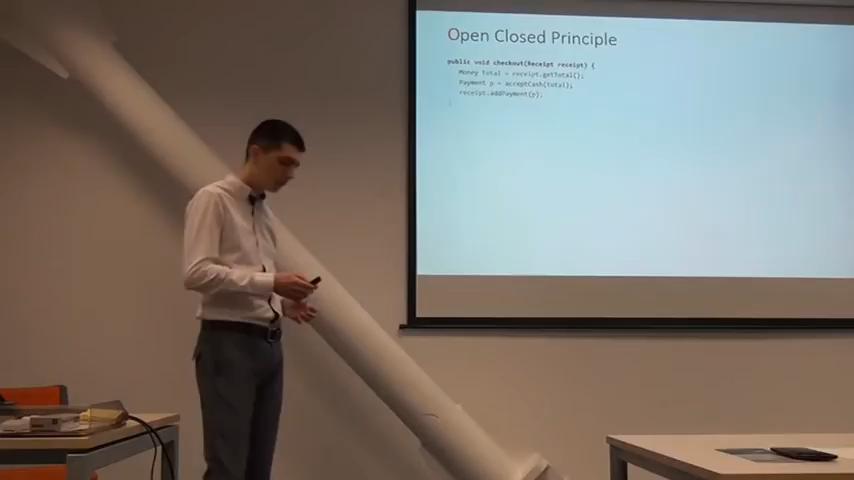 Open Closed Principle
public void checkout(Receipt receipt) {
Money total = receipt.getTotal();
Payment p = acceptCash(total);
receipt.addPayment(p);
}